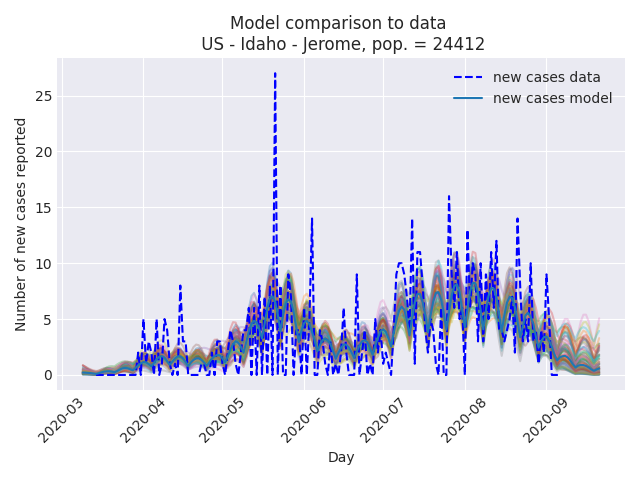 Model comparison to data
US - Idaho - Jerome, pop. = 24412
new cases data
new cases model
Number of new cases reported
25
20
15
10
5
0
2020-03
2020-04
2020-05
2020-06
2020-07
2020-08
2020-09
Day